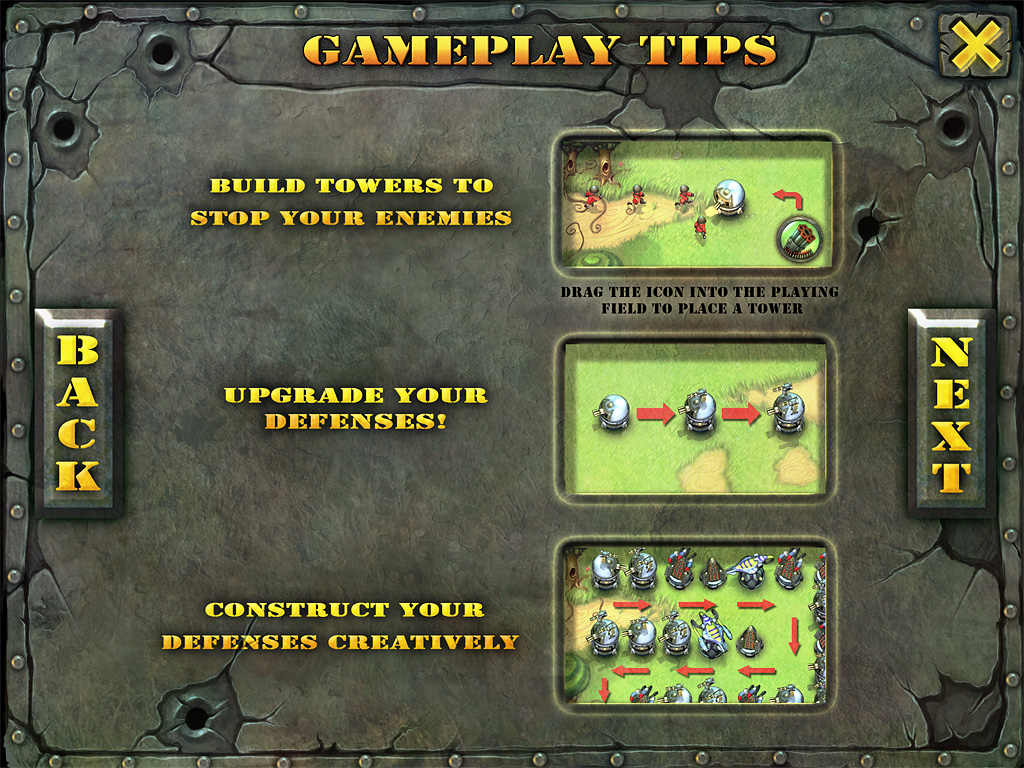 GAMEPLAY TIPS
BUILD TOWERS TO
STOP YOUR ENEMIES
DRAG THE ICON INTO THE PLAYING
FIELD TO PLACE A TOWER
BACK
NEXT
UPGRADE YOUR
DEFENSES!
CONSTRUCT YOUR
DEFENSES CREATIVELY